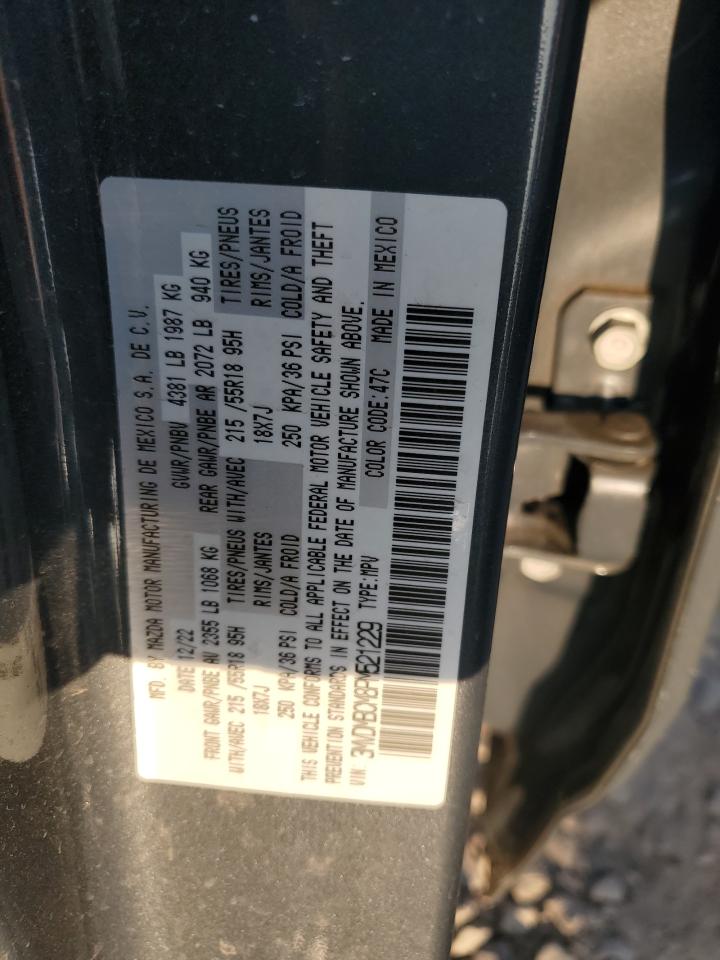 MFD. BY MAZDA MOTOR MANUFACTURING DE MEXICO S.A. DE C.V.
DATE 12/22 GVWR/PNBV 4381 LB 1987 KG
FRONT GAWR/PNBE AV 2355 LB 1068 KG REAR GAWR/PNBE AR 2072 LB 940 KG
WITH/AVEC 215 /55R18 95H TIRES/PNEUS WITH/AVEC 215 /55R18 95H TIRES/PNEUS
18X7J RIMS/JANTES 18X7J RIMS/JANTES
250 KPA/36 PSI COLD/A FROID 250 KPA/36 PSI COLD/A FROID
THIS VEHICLE CONFORMS TO ALL APPLICABLE FEDERAL MOTOR VEHICLE SAFETY AND THEFT
PREVENTION STANDARDS IN EFFECT ON THE DATE OF MANUFACTURE SHOWN ABOVE.
VIN: 3MVDMBCY8PM521229 TYPE:MPV COLOR CODE:47C MADE IN MEXICO